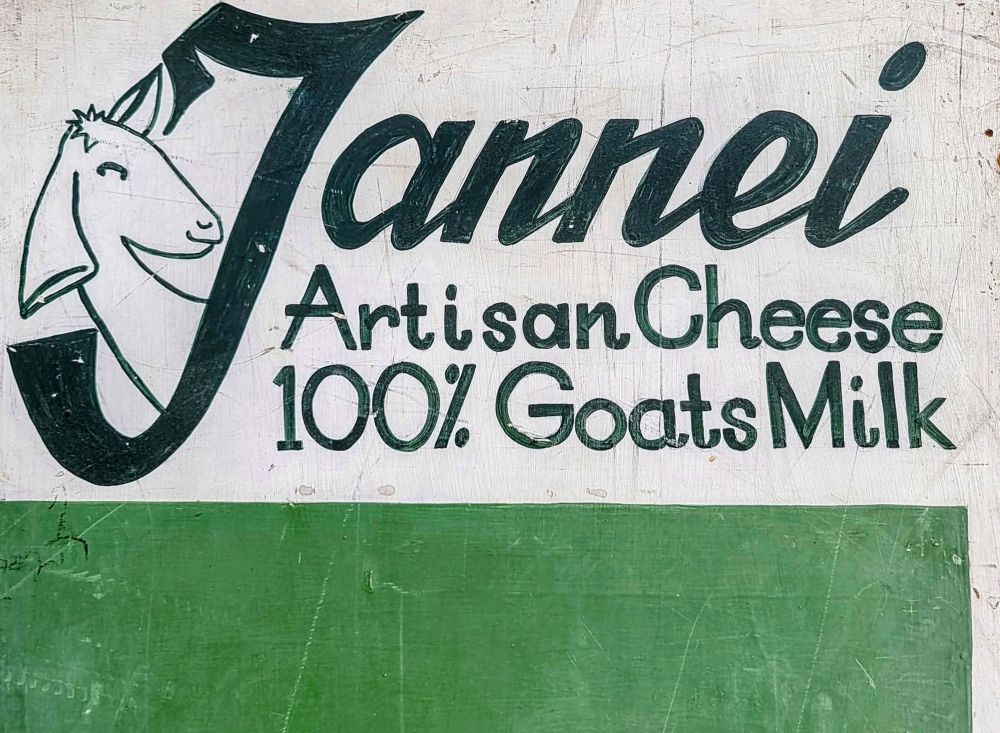 Jannei
Artisan Cheese
100% Goats Milk